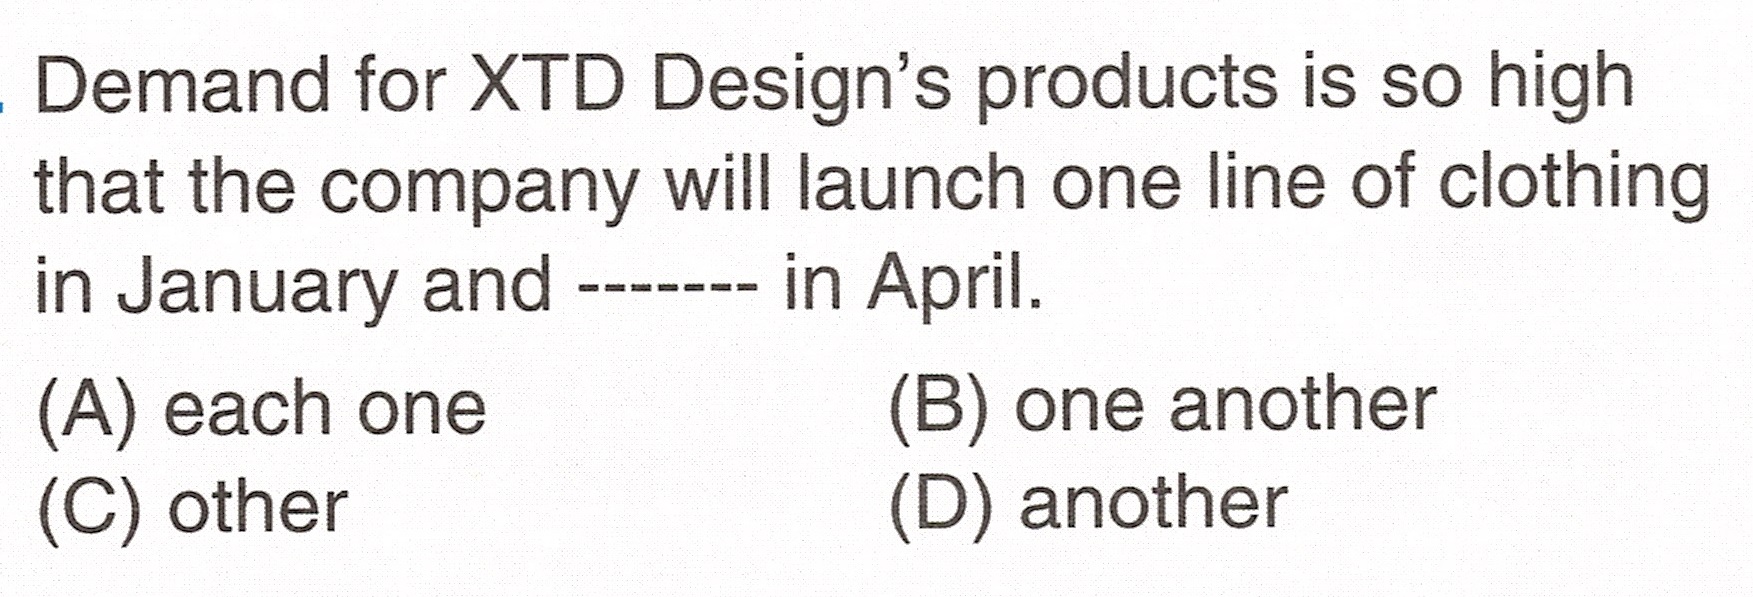 Demand for XTD Design's products is so high
that the company will launch one line of clothing
in January and ------- in April.
(A) each one (B) one another
(C) other (D) another